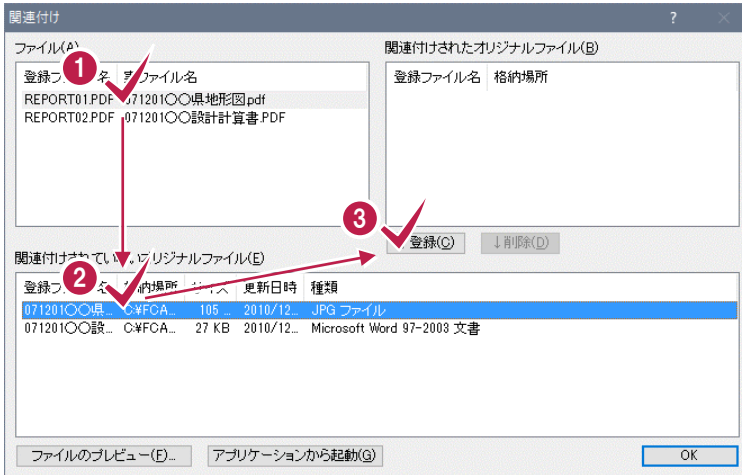 関連付け
?
ファイル(A)
関連付けされたオリジナルファイル(B)
1
登録 名
ファイル名
登録ファイル名
格納場所
REPORT01.PDF
071201〇〇県地形図.pdf
REPORT02.PDF
071201〇〇設計計算書.PDF
3
登録(C)
↓削除(D)
関連付けされてい リジナルファイル(E)
2
登録 名
納場所
更新日時
種類
071201〇〇県...
C:¥FCA...
105 ...
2010/12...
JPG ファイル
071201〇〇設...
C:¥FCA...
27 KB
2010/12...
Microsoft Word 97-2003 文書
ファイルのプレビュー(F)...
アプリケーションから起動(G)
OK